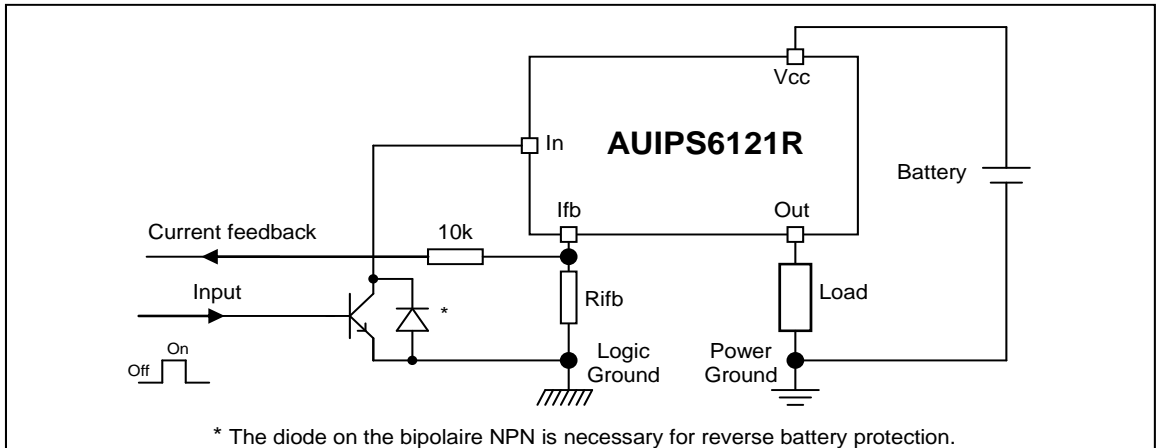 Vcc
In
AUIPS6121R
Battery
Ifb
Out
Current feedback
10k
Input
Rifb
Load
*
On
Off
Logic
Ground
Power
Ground
* The diode on the bipolaire NPN is necessary for reverse battery protection.